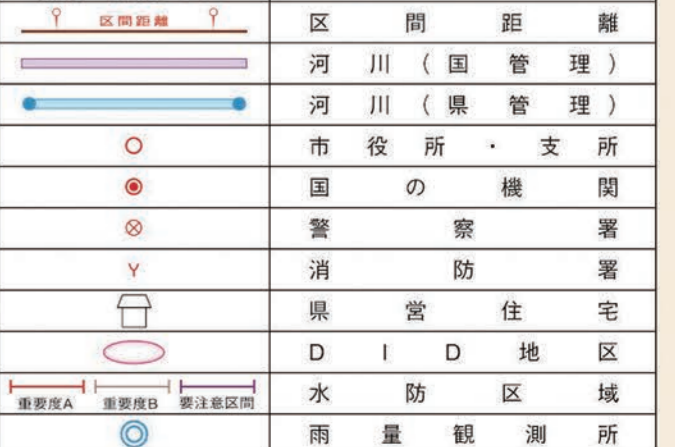 区間距離 区間距離
河川(国管理)
河川(県管理)
市役所・支所
国の機関
警察署
消防署
県営住宅
DID地区
重要度A 重要度B 要注意区間 水防区域
雨量観測所